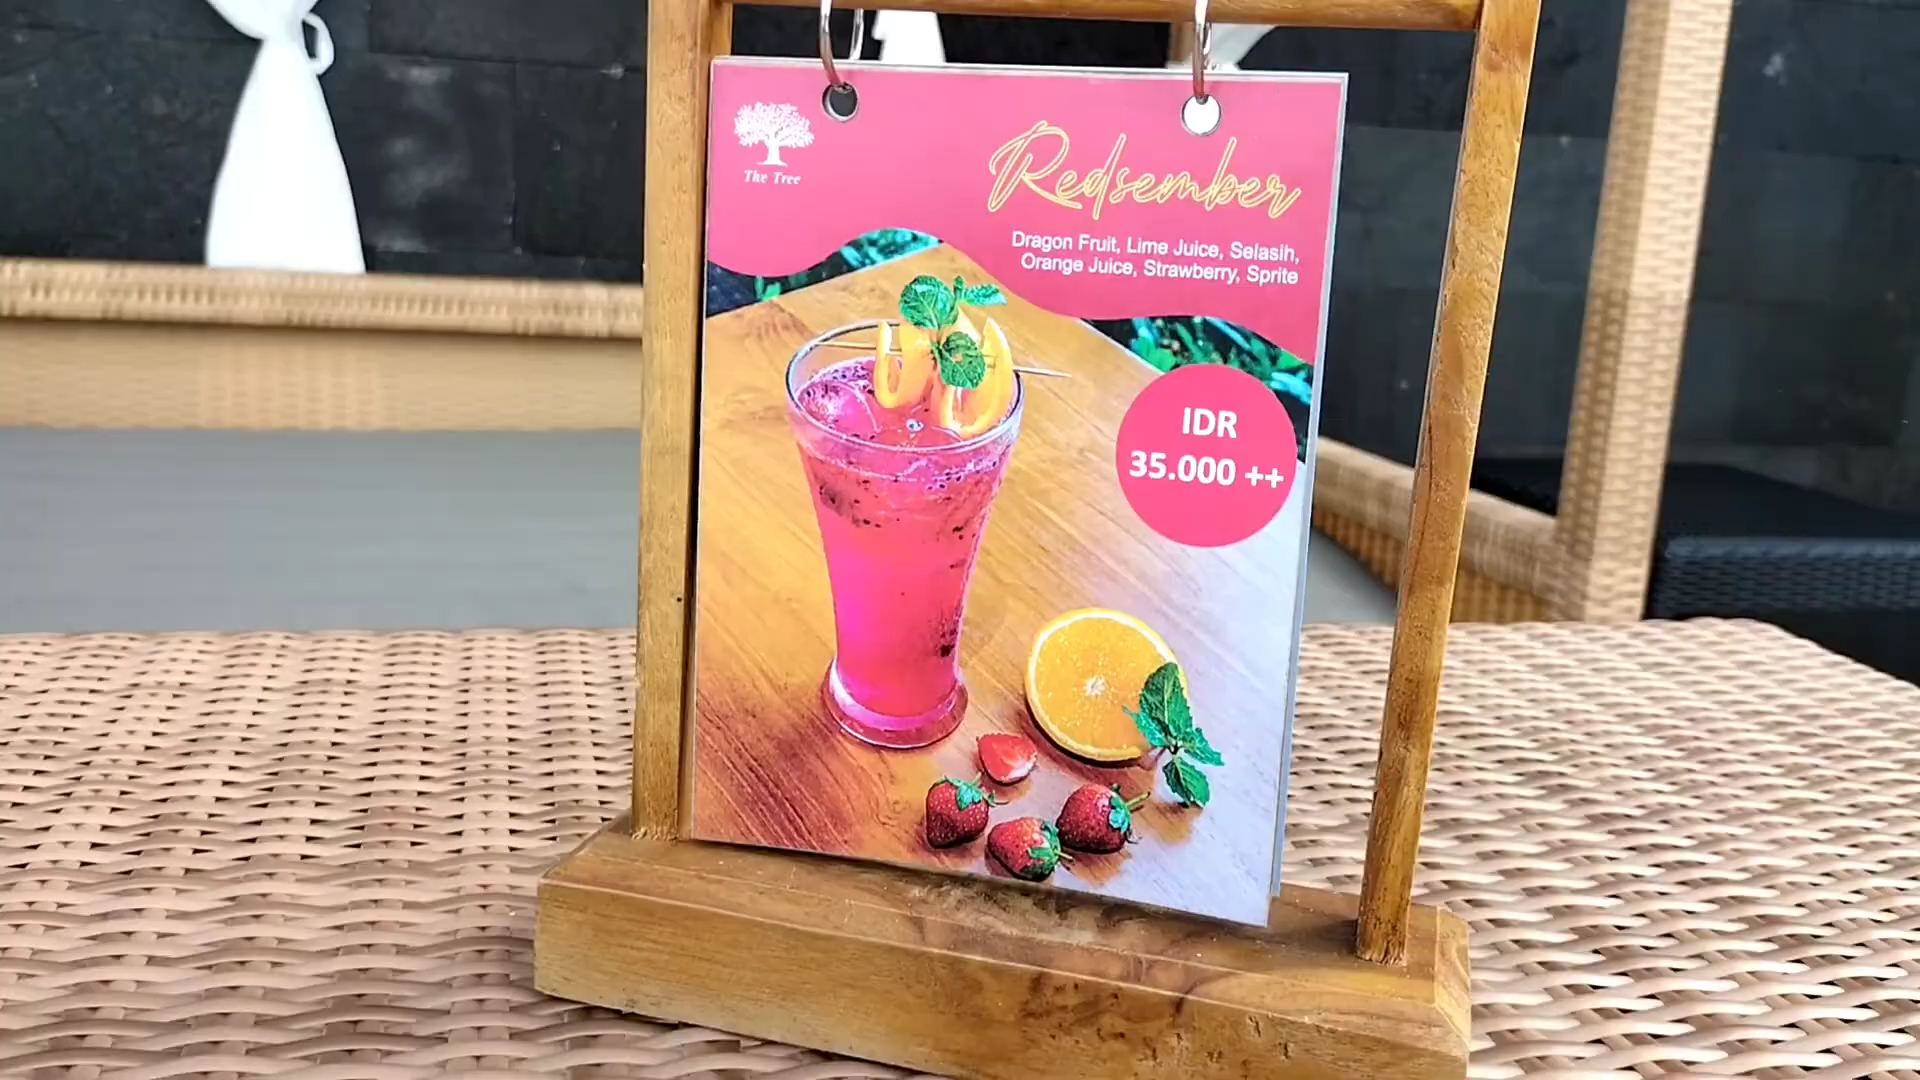 The Tree
Redsember
Dragon Fruit, Lime Juice, Selasih,
Orange Juice, Strawberry, Sprite
IDR
35.000 ++